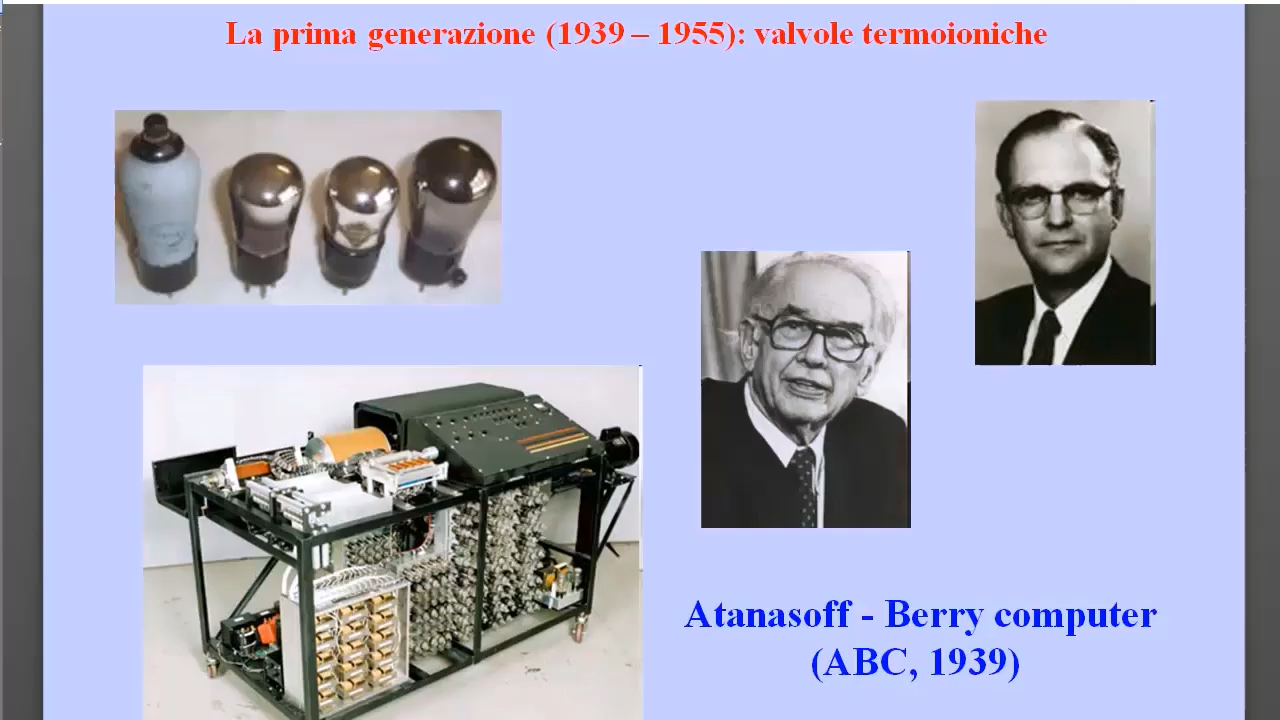 La prima generazione (1939 – 1955): valvole termoioniche
Atanasoff - Berry computer
(ABC, 1939)